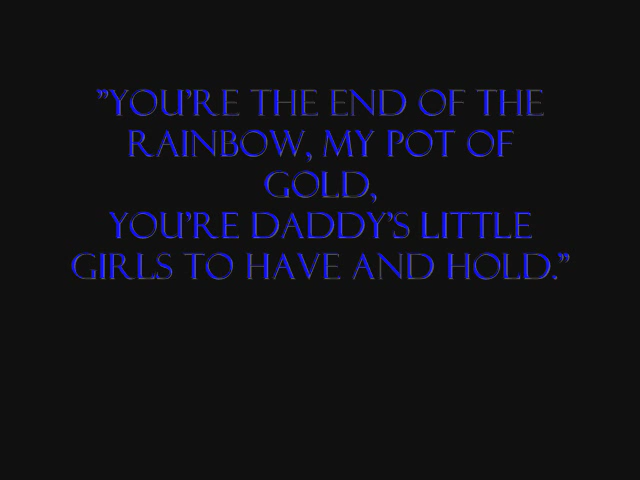 ”YOU’RE THE END OF THE
RAINBOW, MY POT OF
GOLD,
YOU’RE DADDY’S LITTLE
GIRLS TO HAVE AND HOLD.”